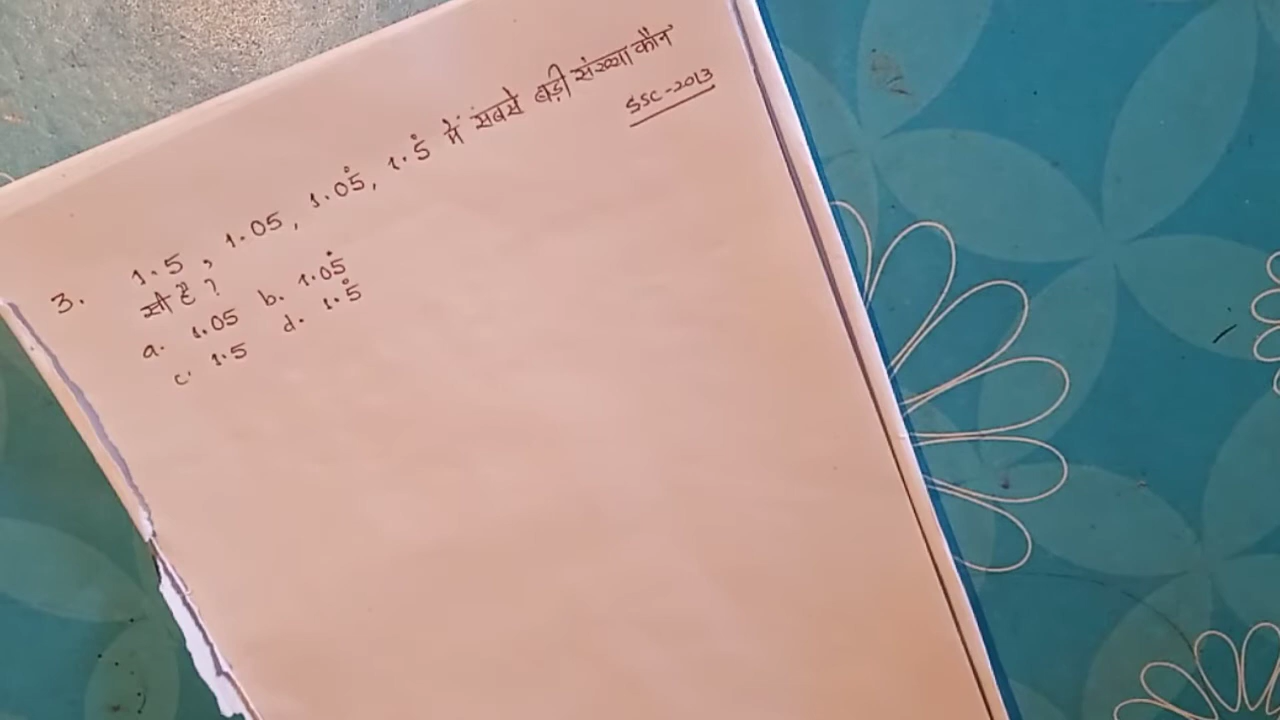 3. 1.5, 1.05, 1.05̊, 1.5̊ में सबसे बड़ी संख्या कौन
सी है?
SSC-2013
a. 1.05 b. 1.05̊
c. 1.5 d. 1.5̊